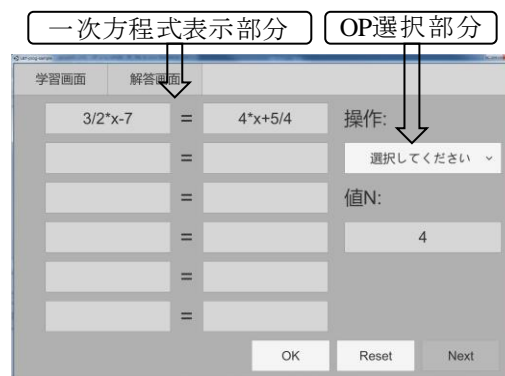 一次方程式表示部分
OP選択部分
学習画面
解答画面
3/2*x-7 = 4*x+5/4
操作:
=
選択してください
=
値N:
=
4
=
=
OK
Reset
Next